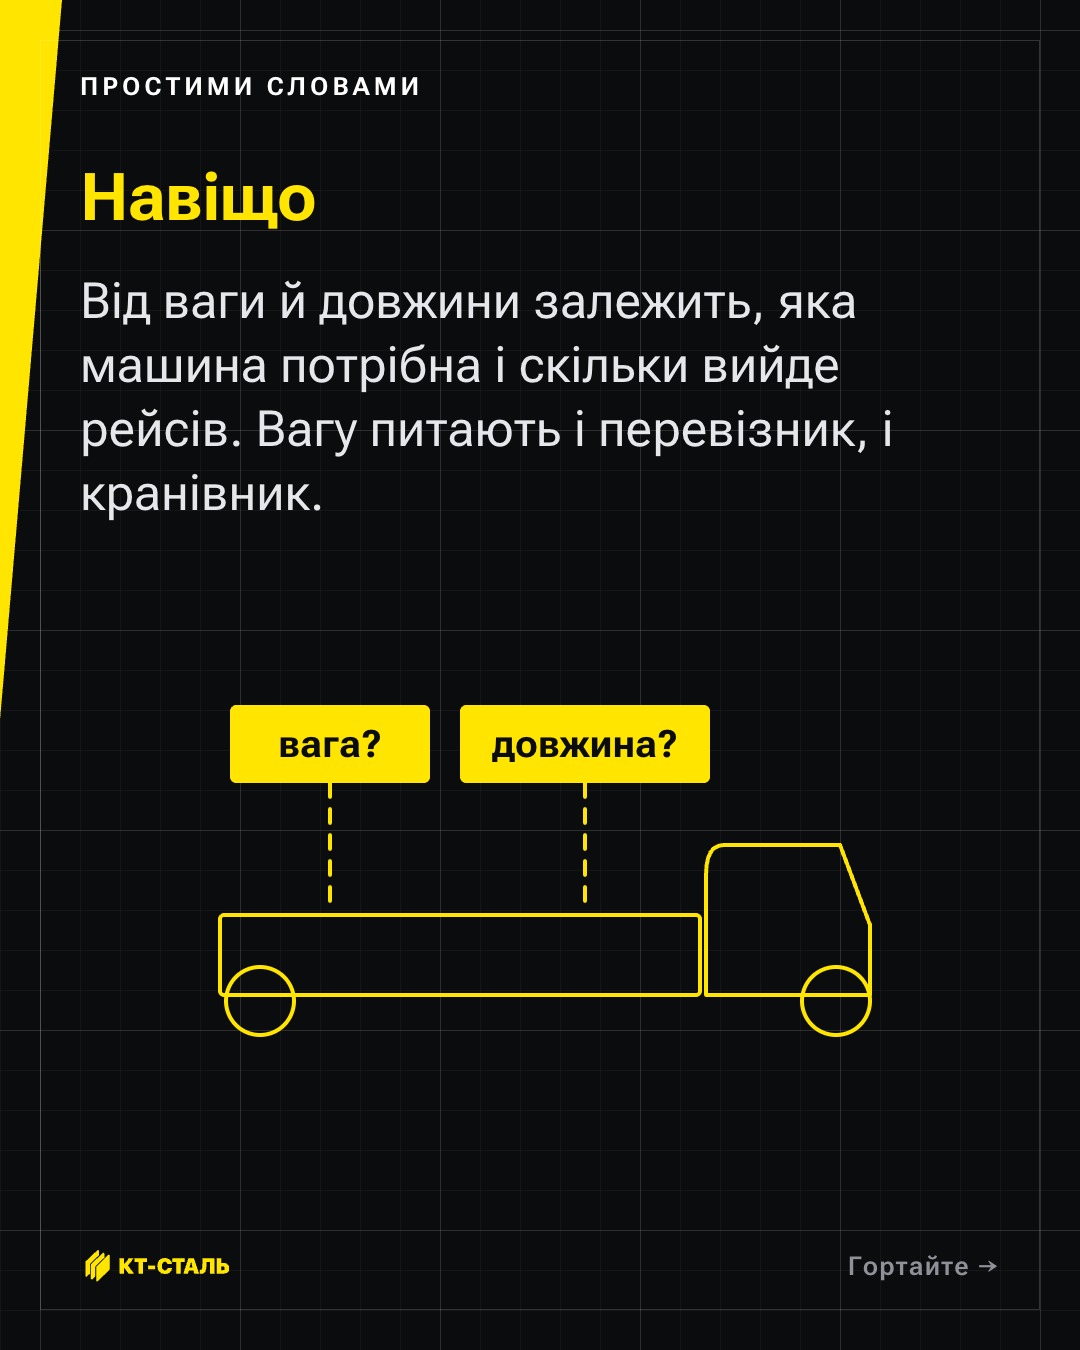 ПРОСТИМИ СЛОВАМИ
Навіщо
Від ваги й довжини залежить, яка
машина потрібна і скільки вийде
рейсів. Вагу питають і перевізник, і
кранівник.
вага?
довжина?
КТ-СТАЛЬ
Гортайте →